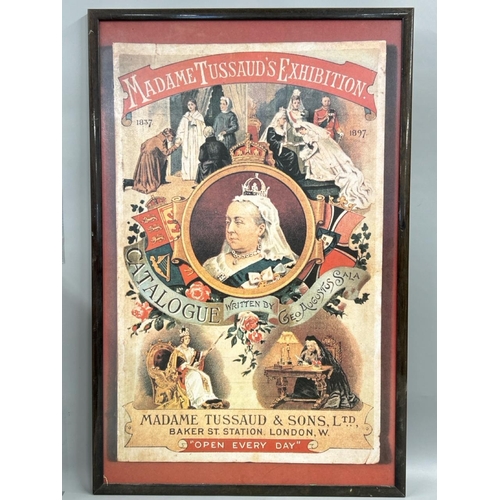 MADAME TUSSAUD'S EXHIBITION.
1837
1897
CATALOGUE WRITTEN BY GEO. AUGUSTUS SALA
MADAME TUSSAUD & SONS, LTD.
BAKER ST. STATION, LONDON, W.
"OPEN EVERY DAY"